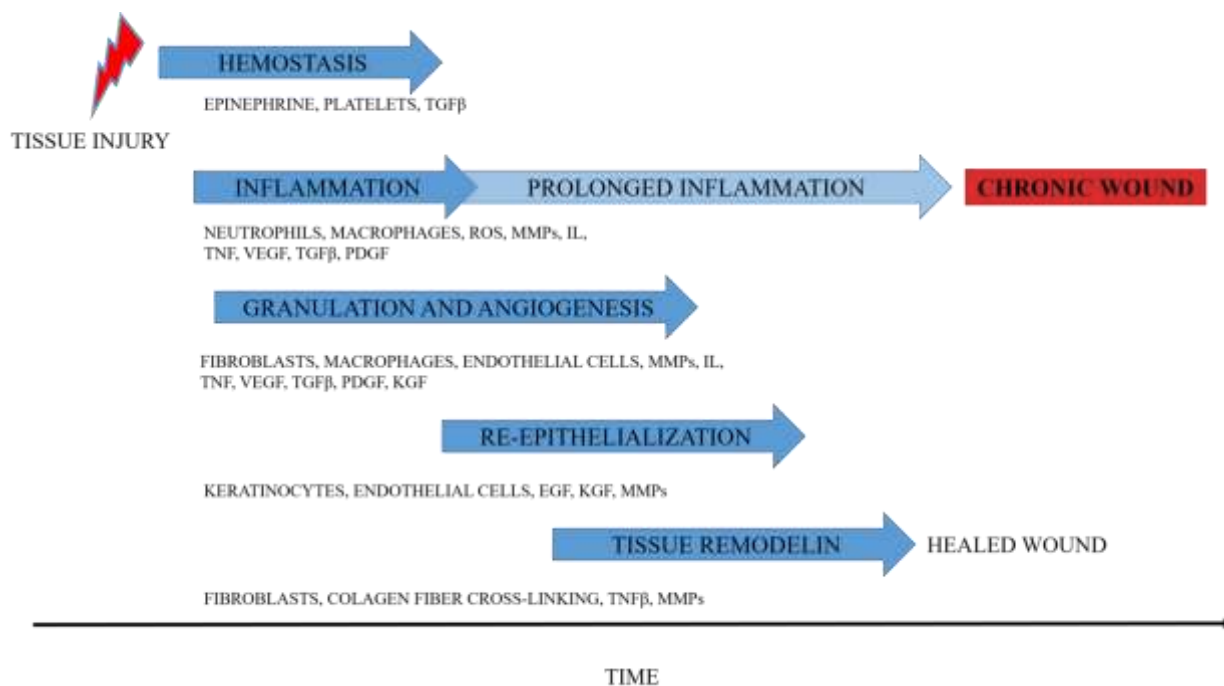 HEMOSTASIS
EPINEPHRINE, PLATELETS, TGFβ
TISSUE INJURY
INFLAMMATION
PROLONGED INFLAMMATION
CHRONIC WOUND
NEUTROPHILS, MACROPHAGES, ROS, MMPs, IL,
TNF, VEGF, TGFβ, PDGF
GRANULATION AND ANGIOGENESIS
FIBROBLASTS, MACROPHAGES, ENDOTHELIAL CELLS, MMPs, IL,
TNF, VEGF, TGFβ, PDGF, KGF
RE-EPITHELIALIZATION
KERATINOCYTES, ENDOTHELIAL CELLS, EGF, KGF, MMPs
TISSUE REMODELIN
HEALED WOUND
FIBROBLASTS, COLAGEN FIBER CROSS-LINKING, TNFβ, MMPs
TIME